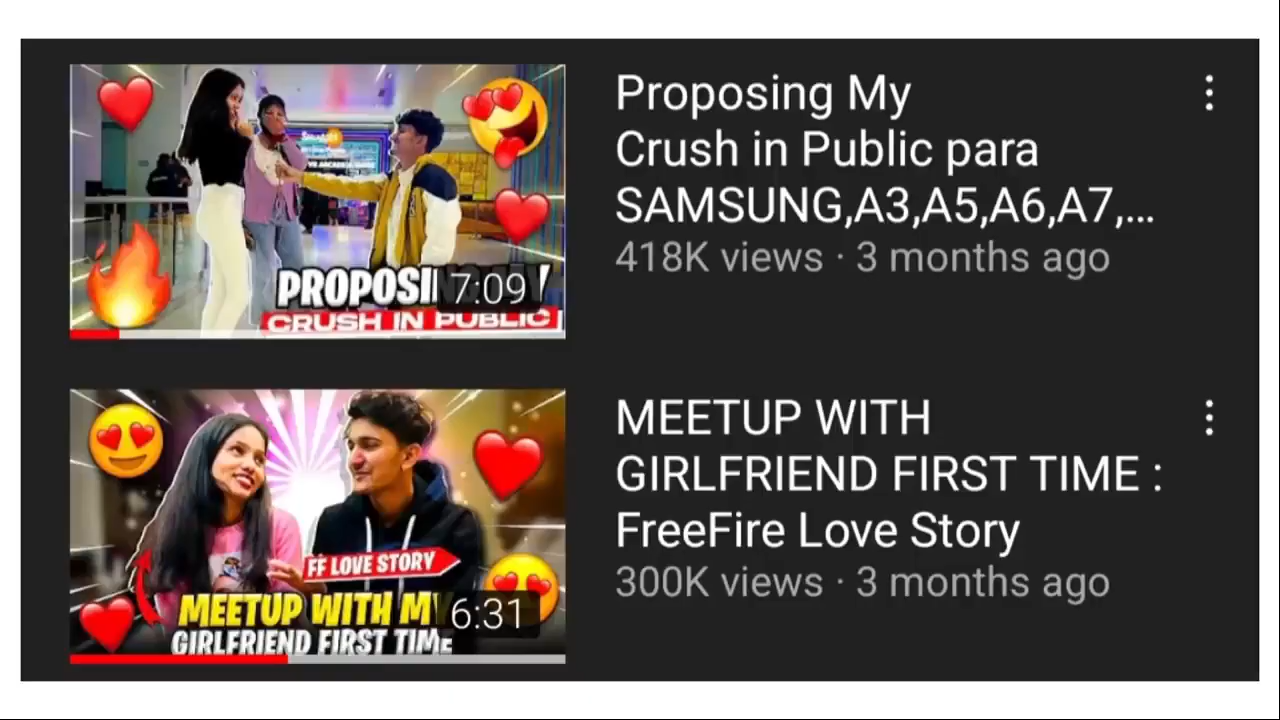 PROPOSI
7:09
CRUSH IN PUBLIC
Proposing My
Crush in Public para
SAMSUNG,A3,A5,A6,A7,...
418K views · 3 months ago
FF LOVE STORY
MEETUP WITH M
6:31
GIRLFRIEND FIRST TIME
MEETUP WITH
GIRLFRIEND FIRST TIME :
FreeFire Love Story
300K views · 3 months ago